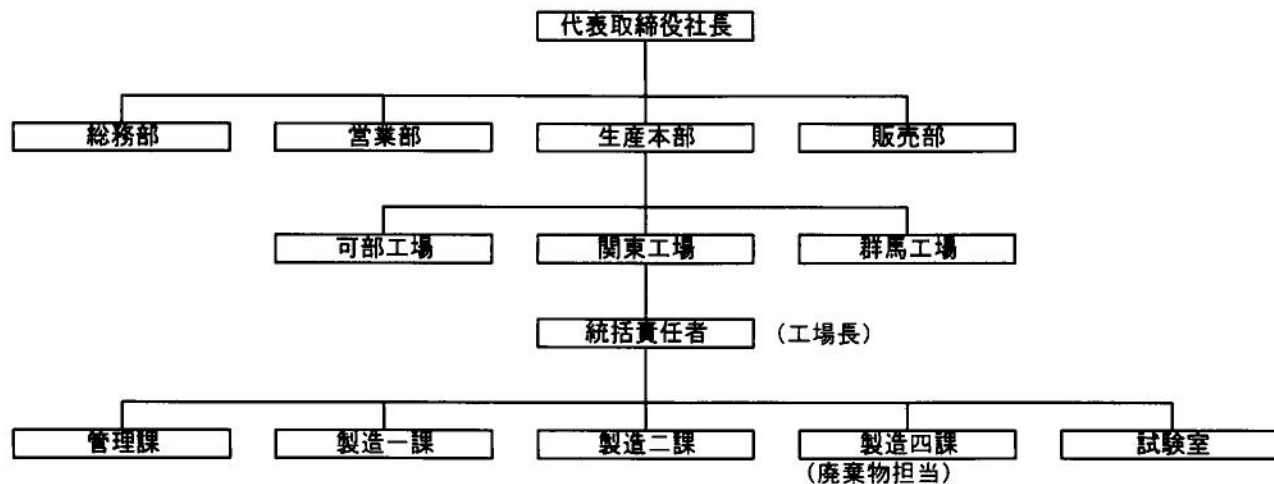 代表取締役社長
総務部
営業部
生産本部
販売部
可部工場
関東工場
群馬工場
統括責任者
(工場長)
管理課
製造一課
製造二課
製造四課
試験室
(廃棄物担当)